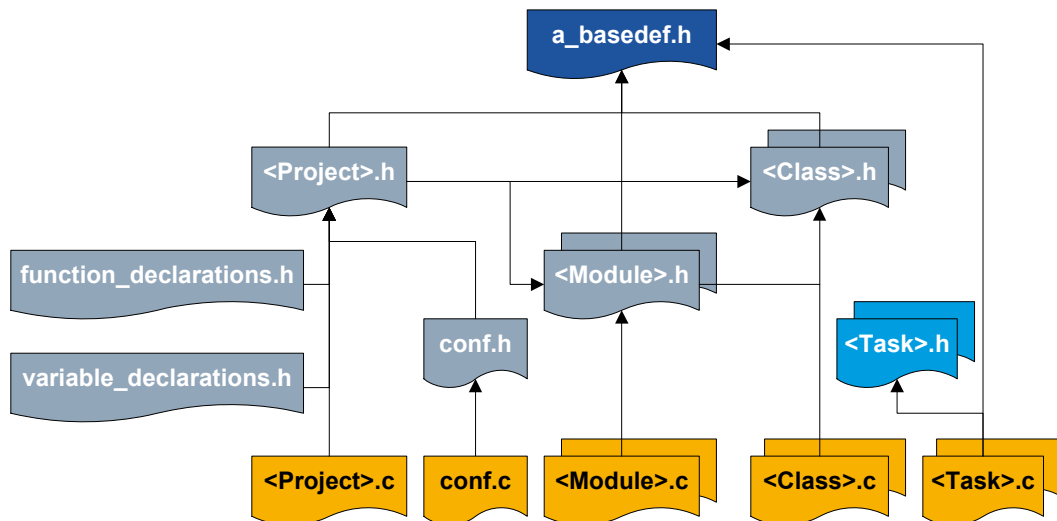 a_basedef.h
<Project>.h
<Class>.h
function_declarations.h
<Module>.h
conf.h
<Task>.h
variable_declarations.h
<Project>.c
conf.c
<Module>.c
<Class>.c
<Task>.c